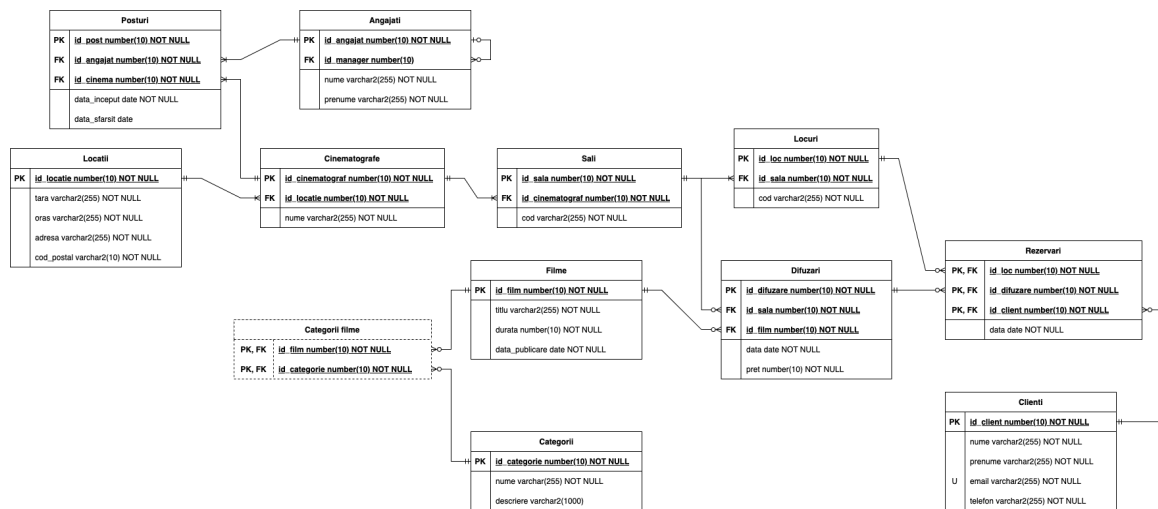 Posturi
PK id_post number(10) NOT NULL
FK id_angajat number(10) NOT NULL
FK id_cinema number(10) NOT NULL
data_inceput date NOT NULL
data_sfarsit date
Angajati
PK id_angajat number(10) NOT NULL
FK id_manager number(10)
nume varchar2(255) NOT NULL
prenume varchar2(255) NOT NULL
Locatii
PK id_locatie number(10) NOT NULL
tara varchar2(255) NOT NULL
oras varchar2(255) NOT NULL
adresa varchar2(255) NOT NULL
cod_postal varchar2(10) NOT NULL
Cinematografe
PK id_cinematograf number(10) NOT NULL
FK id_locatie number(10) NOT NULL
nume varchar2(255) NOT NULL
Sali
PK id_sala number(10) NOT NULL
FK id_cinematograf number(10) NOT NULL
cod varchar2(255) NOT NULL
Locuri
PK id_loc number(10) NOT NULL
FK id_sala number(10) NOT NULL
cod varchar2(255) NOT NULL
Rezervari
PK, FK id_loc number(10) NOT NULL
PK, FK id_difuzare number(10) NOT NULL
PK, FK id_client number(10) NOT NULL
data date NOT NULL
Filme
PK id_film number(10) NOT NULL
titlu varchar2(255) NOT NULL
durata number(10) NOT NULL
data_publicare date NOT NULL
Difuzari
PK id_difuzare number(10) NOT NULL
FK id_sala number(10) NOT NULL
FK id_film number(10) NOT NULL
data date NOT NULL
pret number(10) NOT NULL
Categorii filme
PK, FK id_film number(10) NOT NULL
PK, FK id_categorie number(10) NOT NULL
Categorii
PK id_categorie number(10) NOT NULL
nume varchar(255) NOT NULL
descriere varchar2(1000)
Clienti
PK id_client number(10) NOT NULL
nume varchar2(255) NOT NULL
prenume varchar2(255) NOT NULL
U email varchar2(255) NOT NULL
telefon varchar2(255) NOT NULL